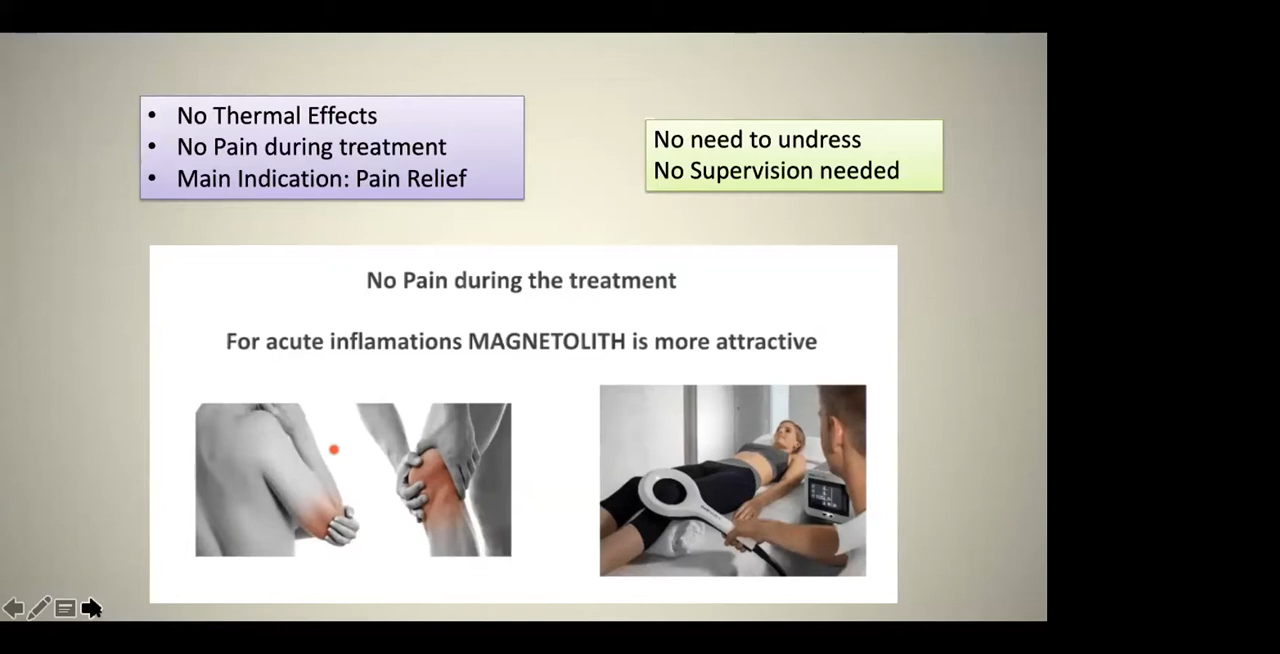 • No Thermal Effects
• No Pain during treatment
• Main Indication: Pain Relief
No need to undress
No Supervision needed
No Pain during the treatment
For acute inflamations MAGNETOLITH is more attractive